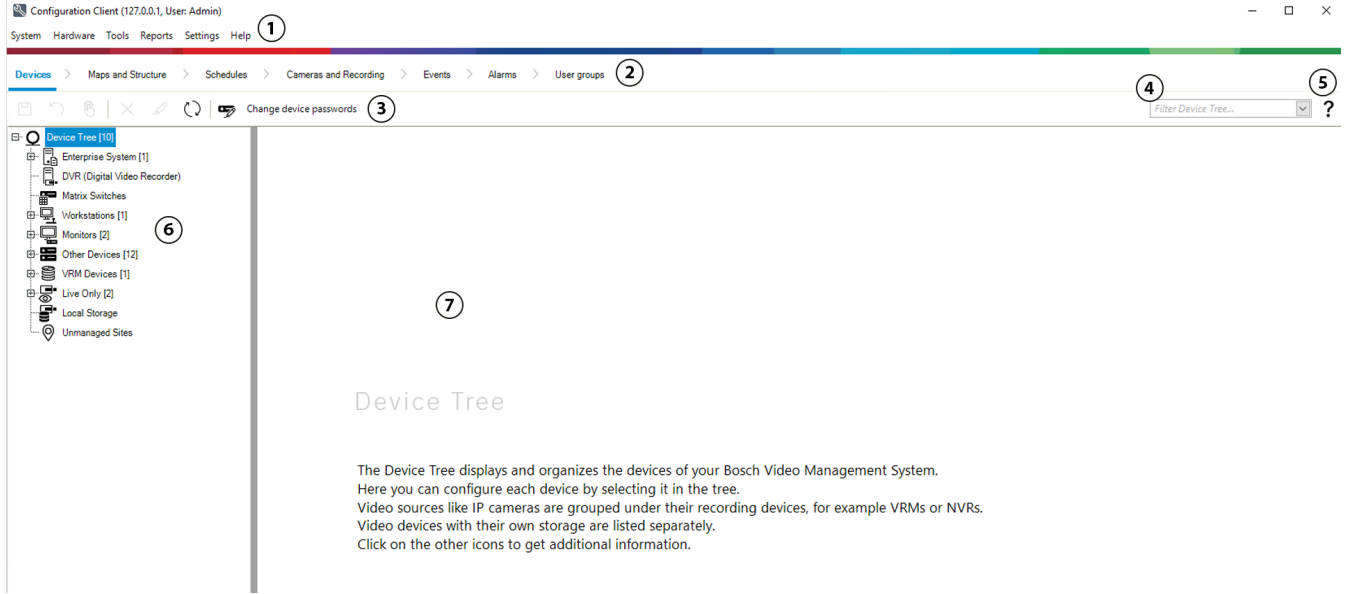 Configuration Client (127.0.0.1, User: Admin)
System Hardware Tools Reports Settings Help 1
Devices Maps and Structure Schedules Cameras and Recording Events Alarms User groups 2
4 5
Change device passwords 3 Filter Device Tree... ?
Device Tree [10]
Enterprise System [1]
DVR (Digital Video Recorder)
Matrix Switches
Workstations [1]
6
Monitors [2]
Other Devices [12]
VRM Devices [1]
Live Only [2]
7
Local Storage
Unmanaged Sites
Device Tree
The Device Tree displays and organizes the devices of your Bosch Video Management System.
Here you can configure each device by selecting it in the tree.
Video sources like IP cameras are grouped under their recording devices, for example VRMs or NVRs.
Video devices with their own storage are listed separately.
Click on the other icons to get additional information.